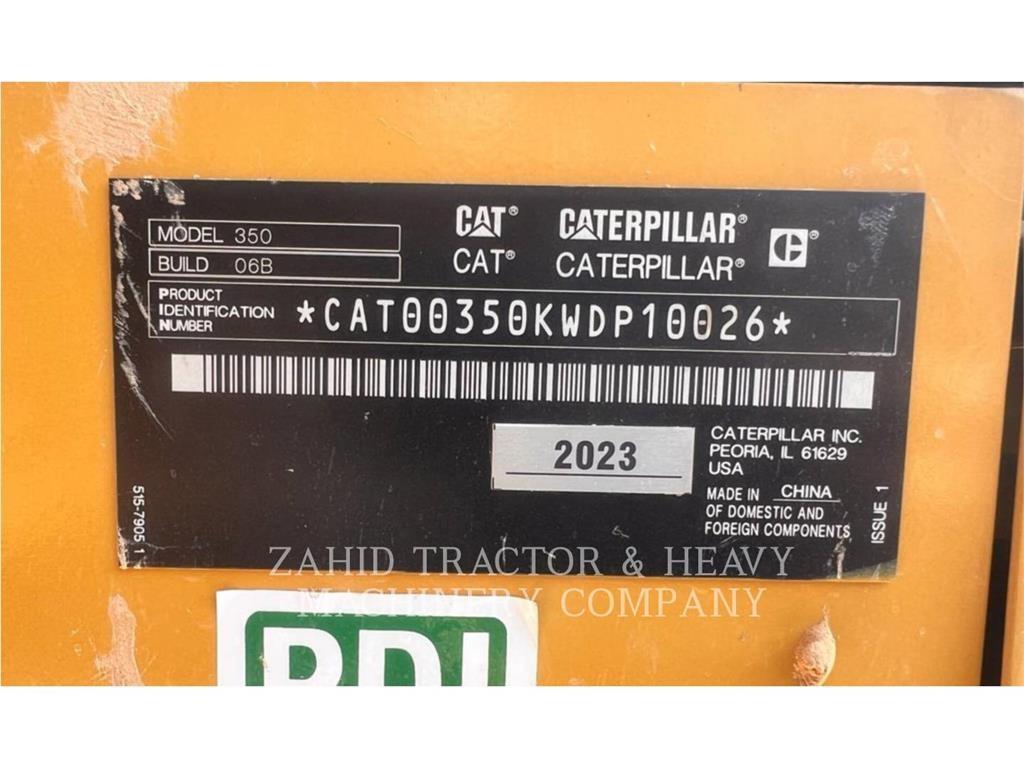 MODEL 350
BUILD 06B
CAT® CATERPILLAR® C®
CAT® CATERPILLAR®
PRODUCT
IDENTIFICATION
NUMBER
*CAT00350KWDP10026*
2023
CATERPILLAR INC.
PEORIA, IL 61629
USA
MADE IN CHINA
OF DOMESTIC AND
FOREIGN COMPONENTS
515-7905 1
ISSUE 1
ZAHID TRACTOR & HEAVY
MACHINERY COMPANY
PDI